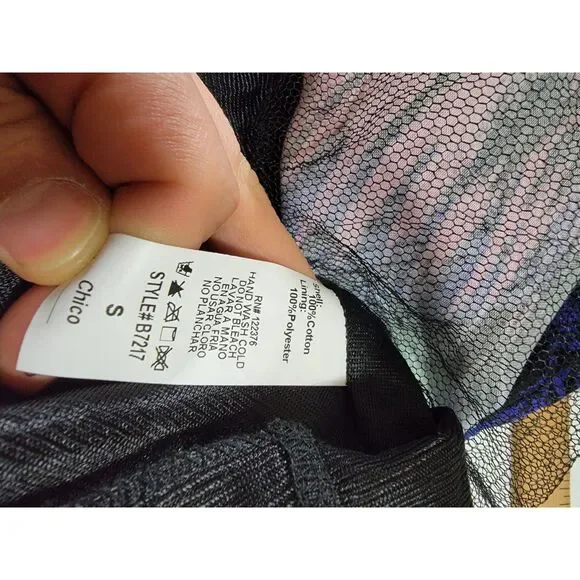 Chico
S
STYLE# B7217
RN# 122376
HAND WASH COLD
DO NOT BLEACH
LAVAR A MANO
EN AGUA FRIA
NO USAR CLORO
NO PLANCHAR
Shell:
100%Cotton
Lining:
100%Polyester